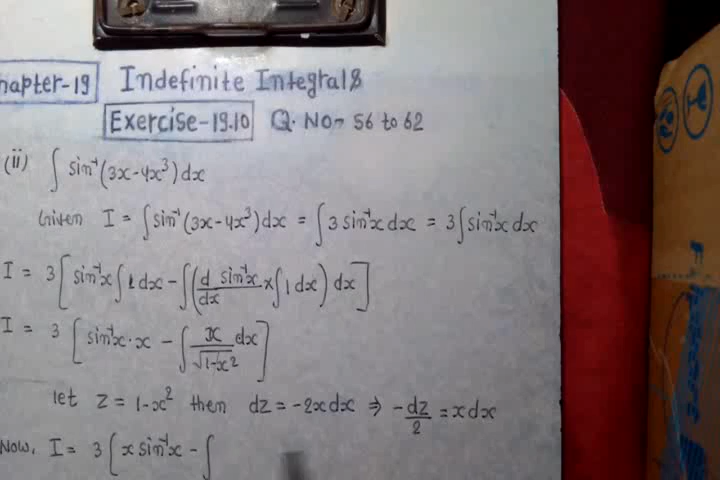 hapter-19 Indefinite Integrals
Exercise-19.10 Q. No- 56 to 62
(ii) ∫ sin⁻¹(3x-4x³) dx
Given I = ∫ sin⁻¹(3x-4x³) dx = ∫ 3 sin⁻¹x dx = 3 ∫ sin⁻¹x dx
I = 3 [ sin⁻¹x ∫ 1 dx - ∫ ( d/dx sin⁻¹x × ∫ 1 dx ) dx ]
I = 3 [ sin⁻¹x · x - ∫ x/√(1-x²) dx ]
let z = 1-x² then dz = -2x dx ⇒ -dz/2 = x dx
Now, I = 3 [ x sin⁻¹x - ∫